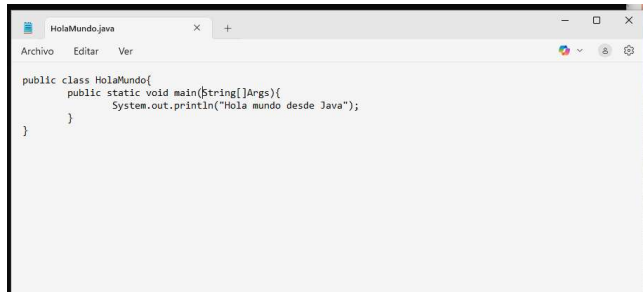 HolaMundo.java
Archivo Editar Ver
public class HolaMundo{
public static void main(String[]Args){
System.out.println("Hola mundo desde Java");
}
}